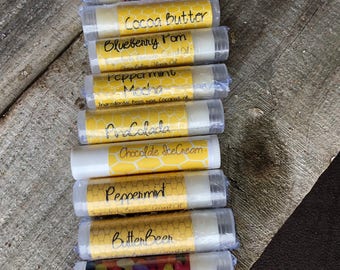 Cocoa Butter
Blueberry Pom
Peppermint
Mocha
PinaColada
Chocolate IceCream
Peppermint
ButterBeer